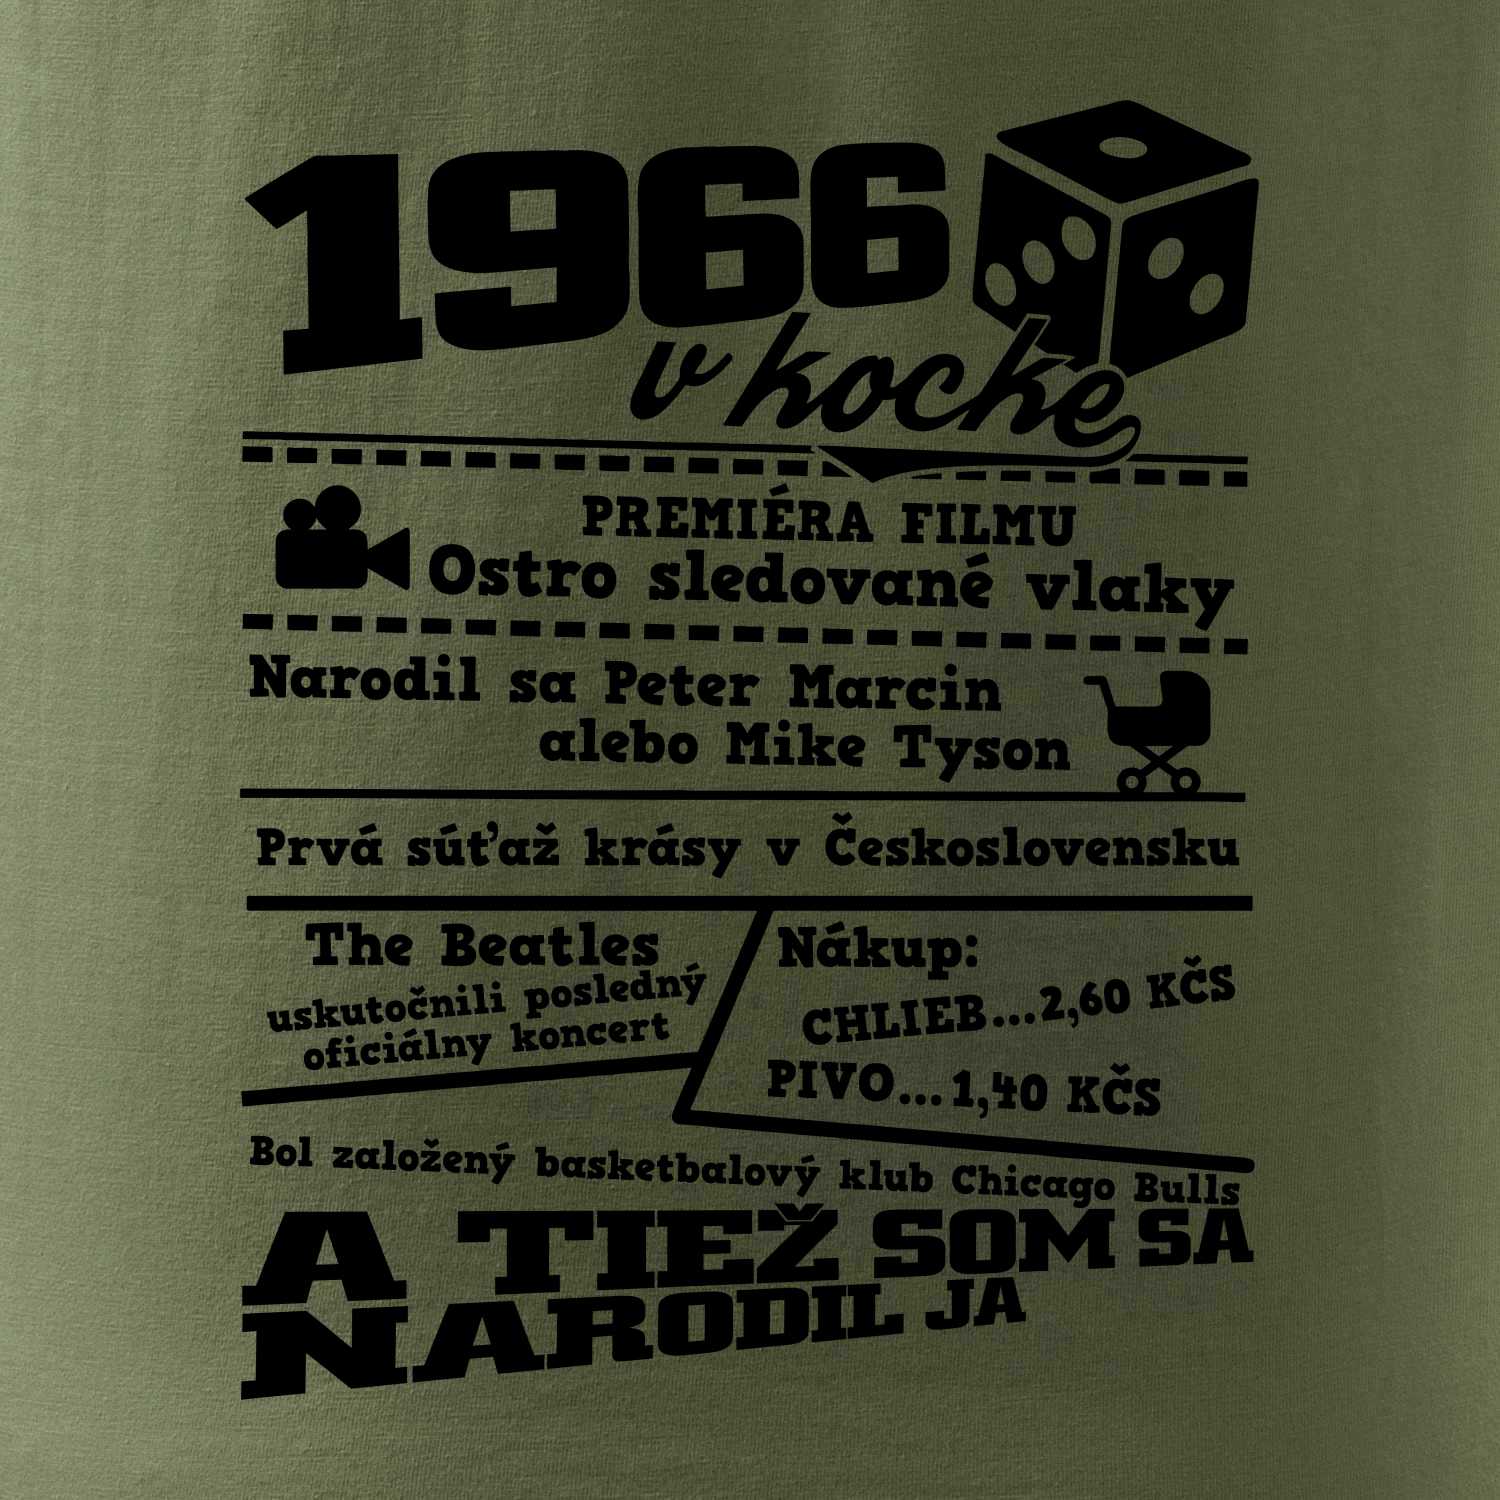 1966
v kocke
PREMIÉRA FILMU
Ostro sledované vlaky
Narodil sa Peter Marcin
alebo Mike Tyson
Prvá súťaž krásy v Československu
The Beatles
uskutočnili posledný
oficiálny koncert
Nákup:
CHLIEB...2,60 KČS
PIVO...1,40 KČS
Bol založený basketbalový klub Chicago Bulls
A TIEŽ SOM SA
NARODIL JA